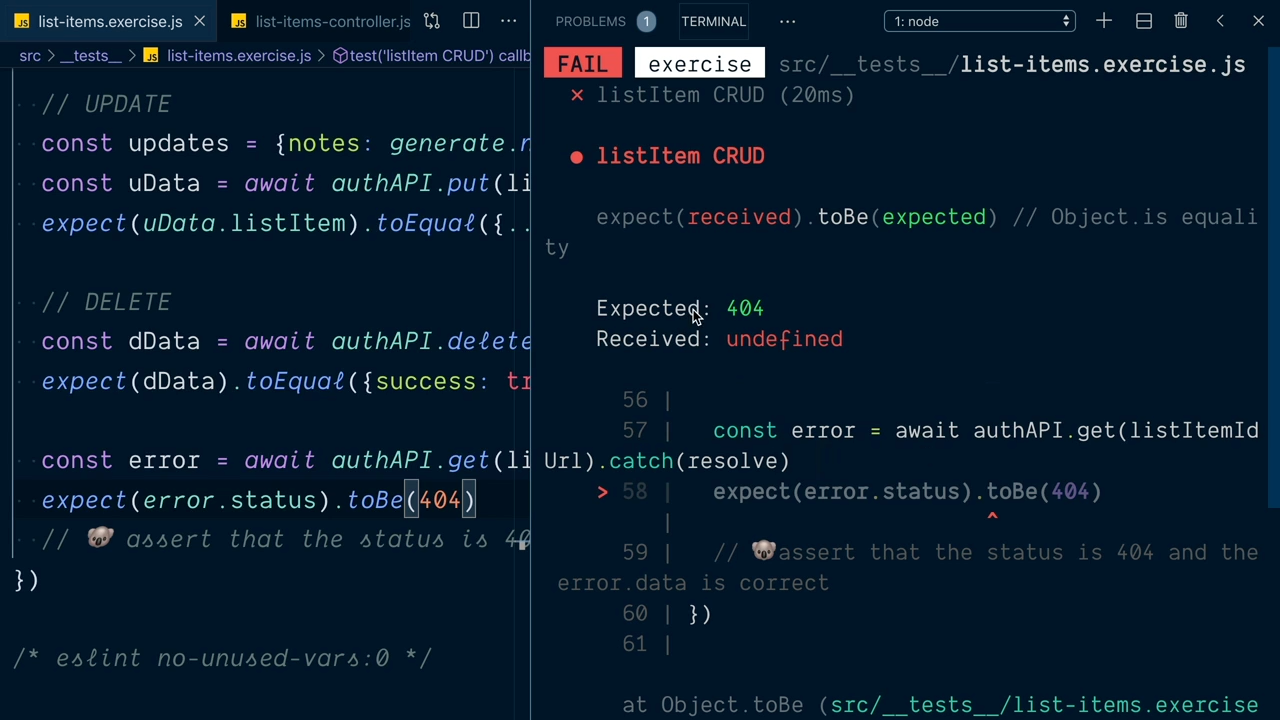 JS list-items.exercise.js
JS list-items-controller.js
src > __tests__ > JS list-items.exercise.js > test('listItem CRUD') callb
// UPDATE
const updates = {notes: generate.n
const uData = await authAPI.put(li
expect(uData.listItem).toEqual({..
// DELETE
const dData = await authAPI.delete
expect(dData).toEqual({success: tr
const error = await authAPI.get(li
expect(error.status).toBe(404)
// 🐨 assert that the status is 40
})
/* eslint no-unused-vars:0 */
PROBLEMS 1 TERMINAL ··· 1: node
FAIL exercise src/__tests__/list-items.exercise.js
× listItem CRUD (20ms)
● listItem CRUD
expect(received).toBe(expected) // Object.is equali
ty
Expected: 404
Received: undefined
56 |
57 | const error = await authAPI.get(listItemId
Url).catch(resolve)
> 58 | expect(error.status).toBe(404)
| ^
59 | // 🐨assert that the status is 404 and the
error.data is correct
60 | })
61 |
at Object.toBe (src/__tests__/list-items.exercise